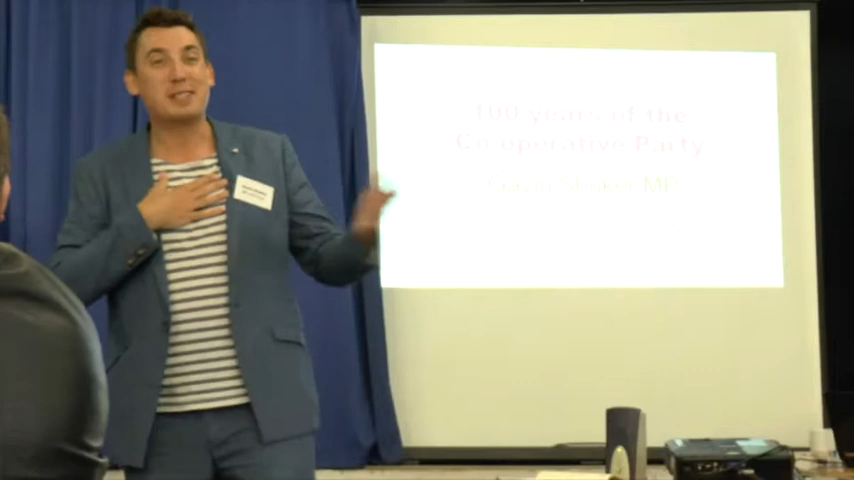 100 years of the
Co-operative Party
Gavin Shuker MP